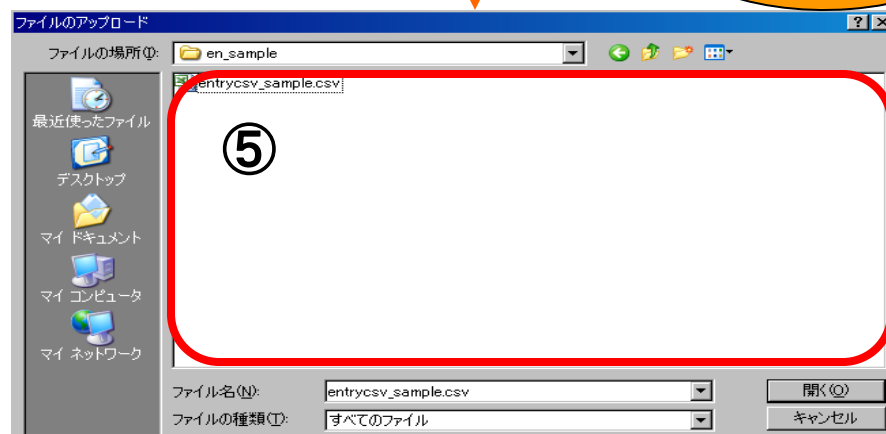 ファイルのアップロード
ファイルの場所(I):
en_sample
entrycsv_sample.csv
⑤
最近使ったファイル
デスクトップ
マイ ドキュメント
マイ コンピュータ
マイ ネットワーク
ファイル名(N):
entrycsv_sample.csv
開く(O)
ファイルの種類(T):
すべてのファイル
キャンセル